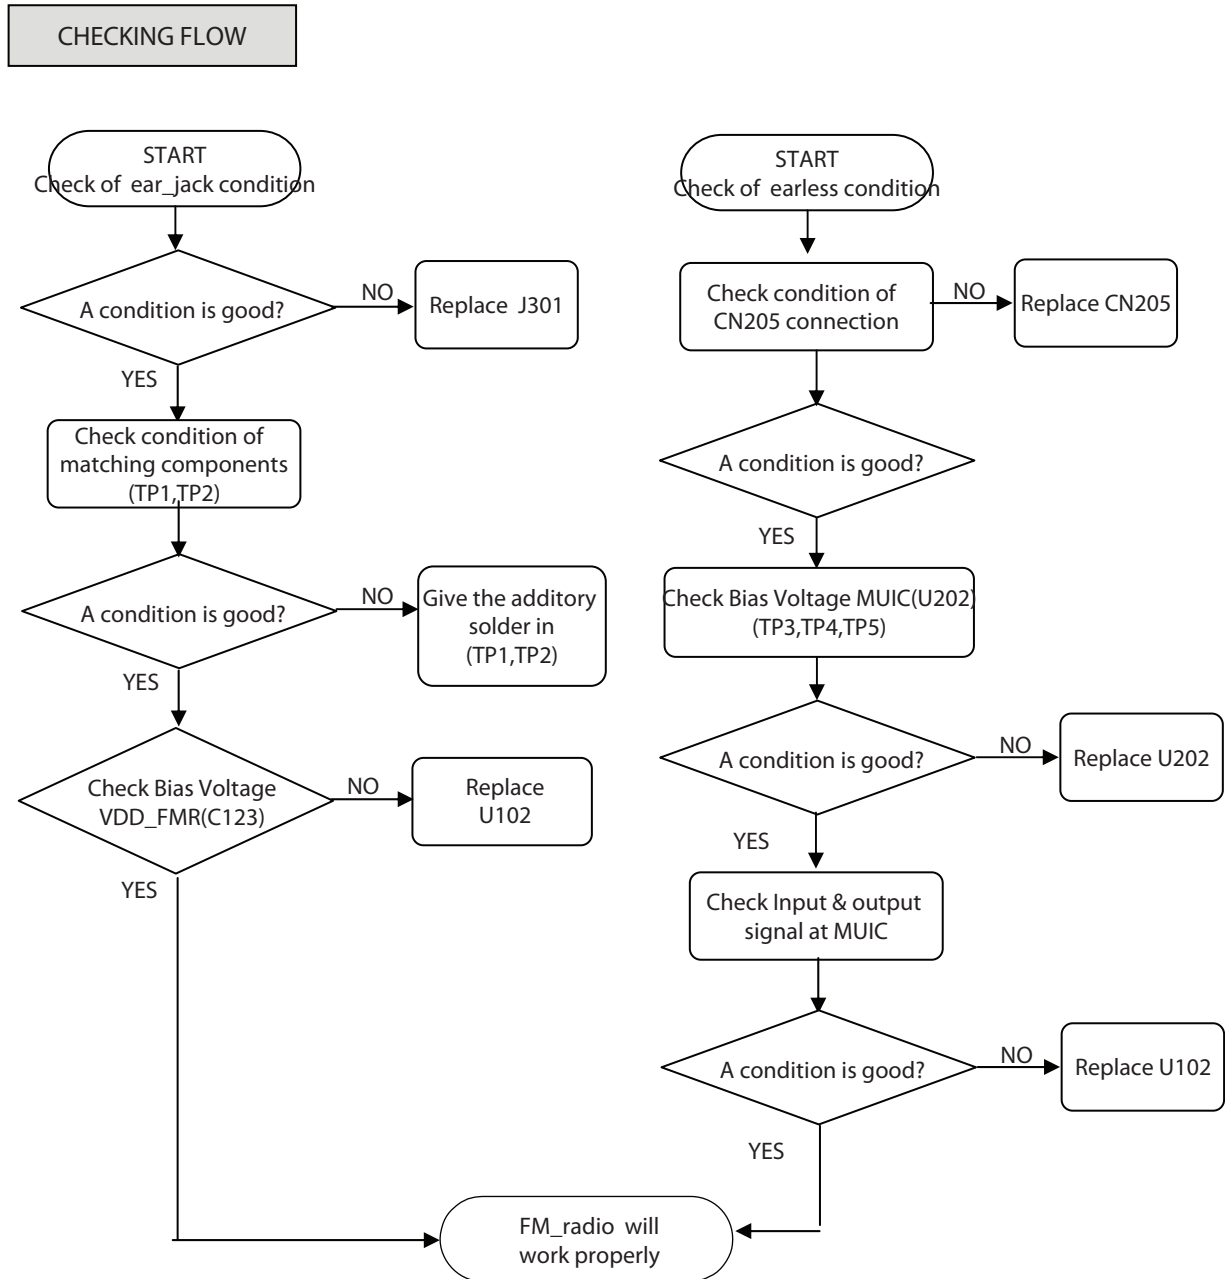 CHECKING FLOW
START
Check of ear_jack condition
A condition is good?
NO
Replace J301
YES
Check condition of
matching components
(TP1,TP2)
A condition is good?
NO
Give the additory
solder in
(TP1,TP2)
YES
Check Bias Voltage
VDD_FMR(C123)
NO
Replace
U102
YES
START
Check of earless condition
Check condition of
CN205 connection
NO
Replace CN205
A condition is good?
YES
Check Bias Voltage MUIC(U202)
(TP3,TP4,TP5)
A condition is good?
NO
Replace U202
YES
Check Input & output
signal at MUIC
A condition is good?
NO
Replace U102
YES
FM_radio will
work properly